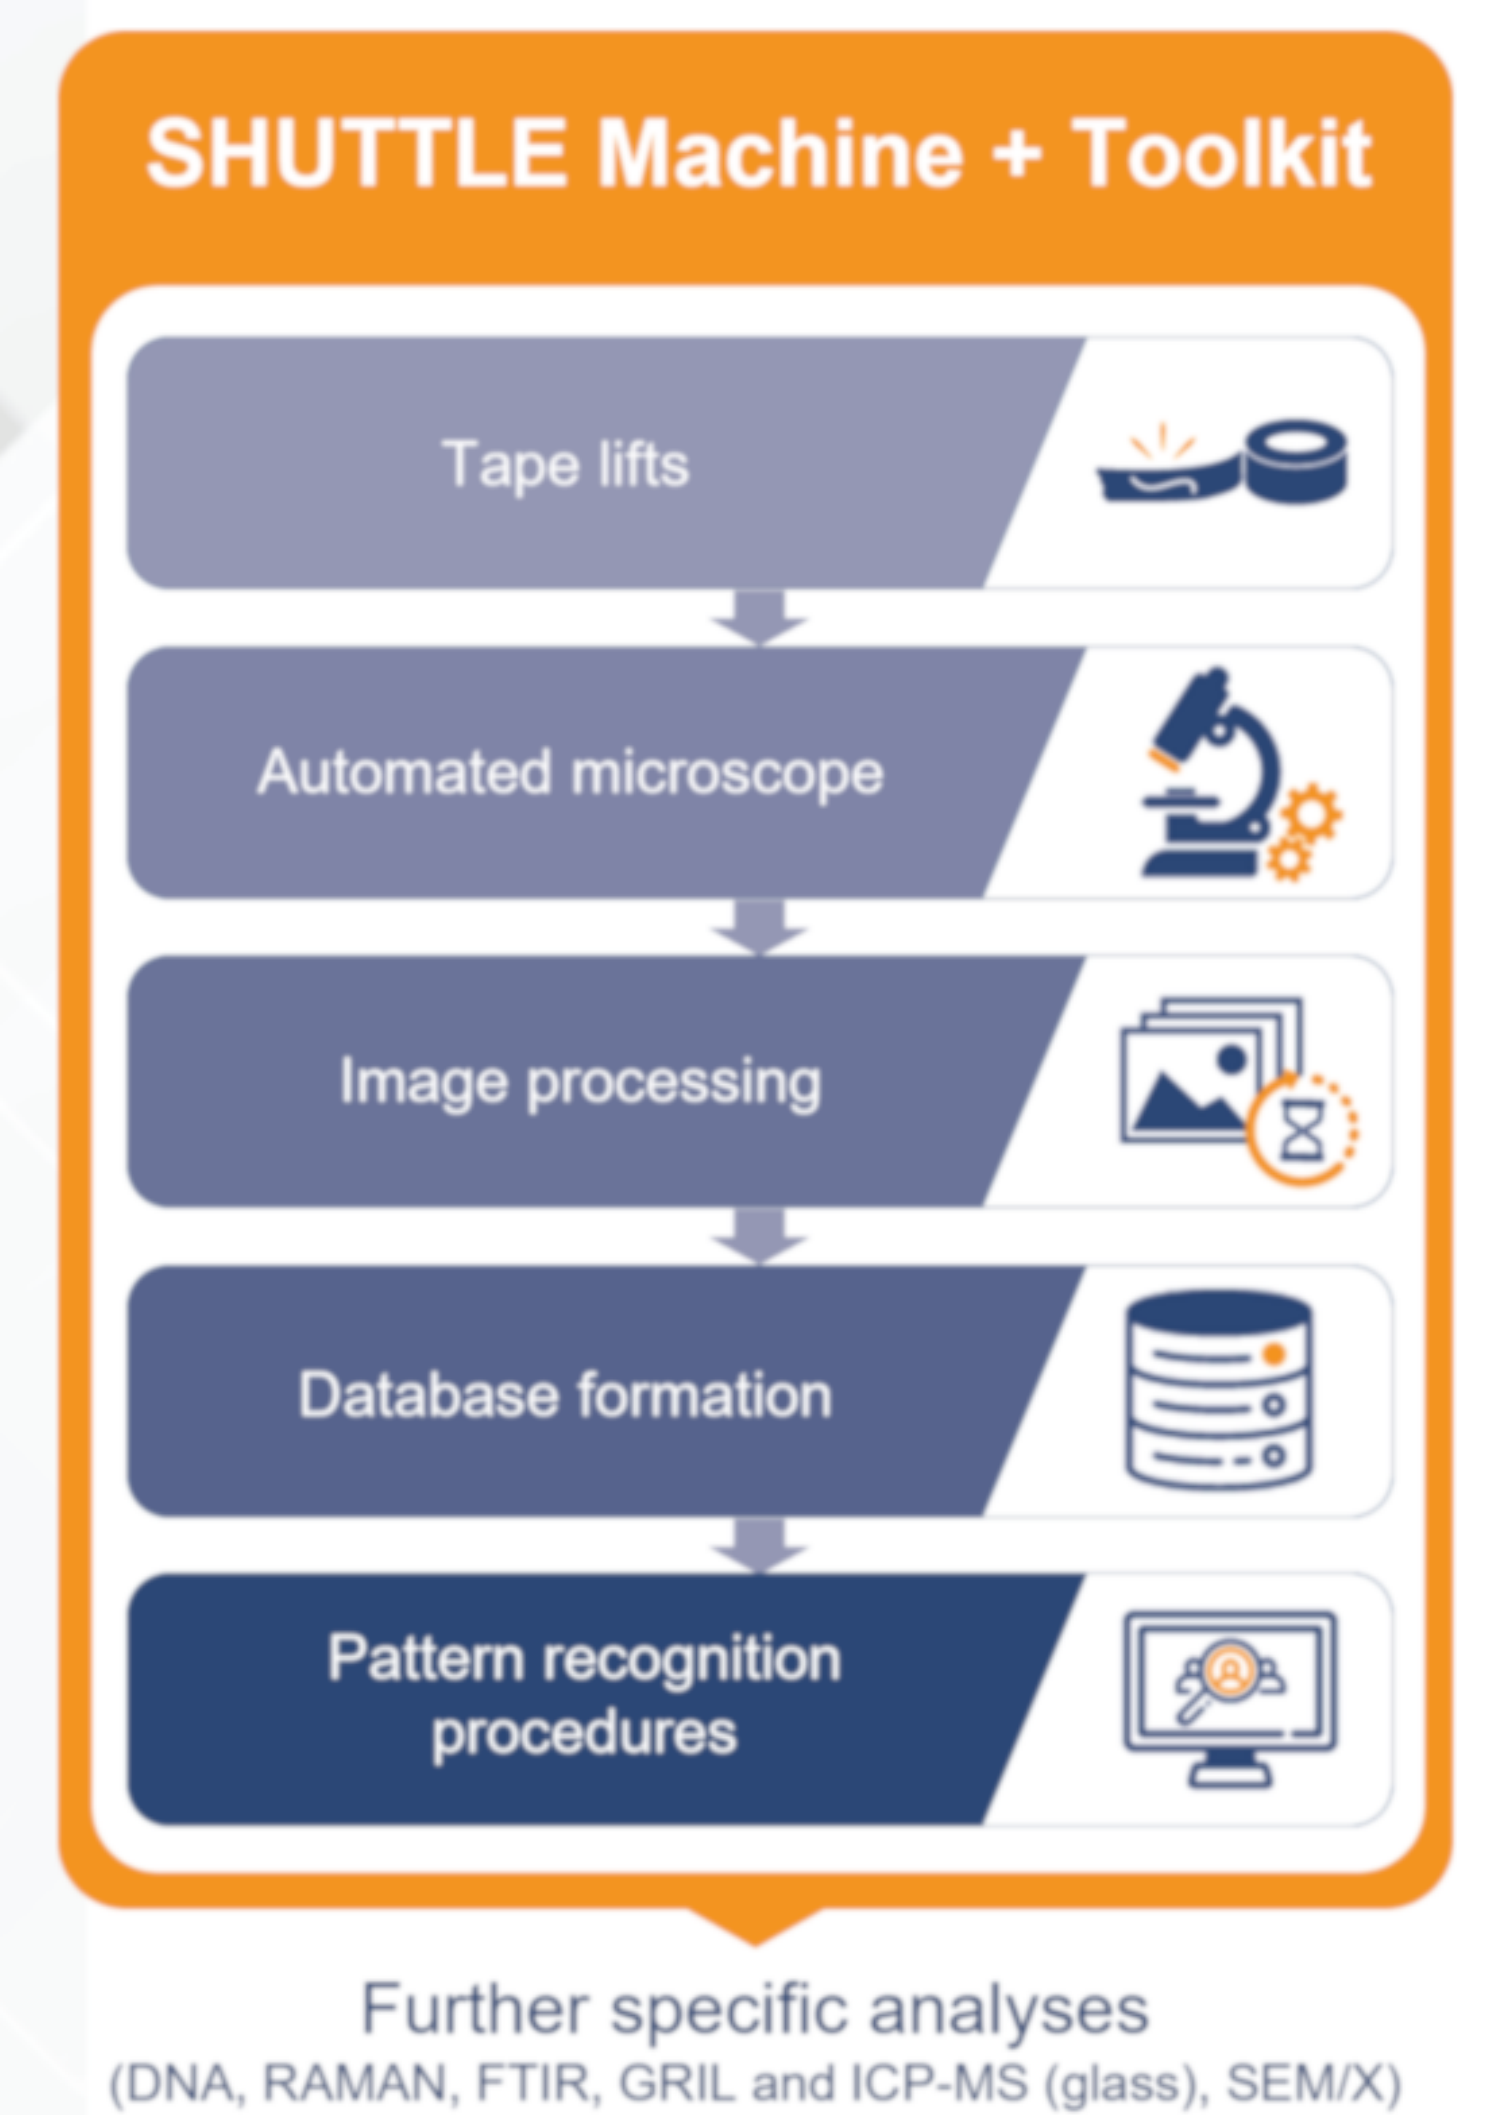 SHUTTLE Machine + Toolkit
Tape lifts
Automated microscope
Image processing
Database formation
Pattern recognition
procedures
Further specific analyses
(DNA, RAMAN, FTIR, GRIL and ICP-MS (glass), SEM/X)